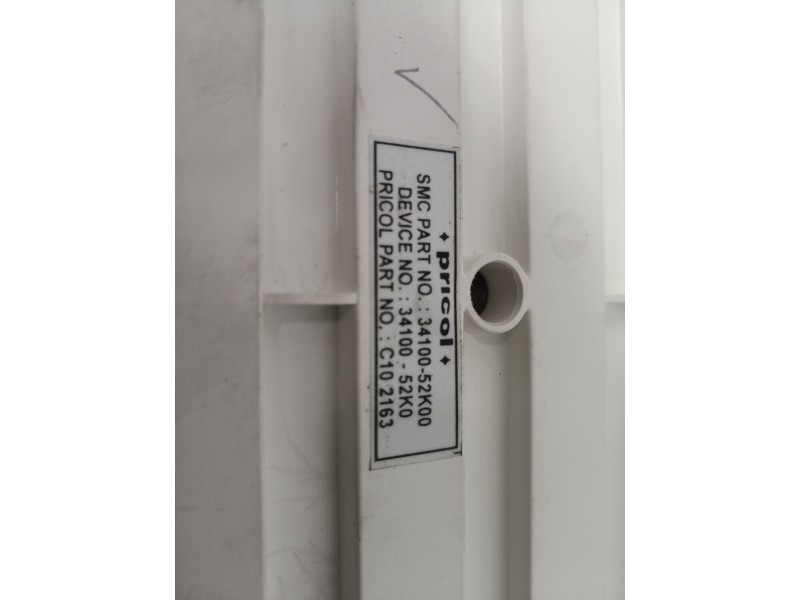 ✦ pricol ✦
SMC PART NO. : 34100-52K00
DEVICE NO. : 34100 - 52K0
PRICOL PART NO. : C10 2163